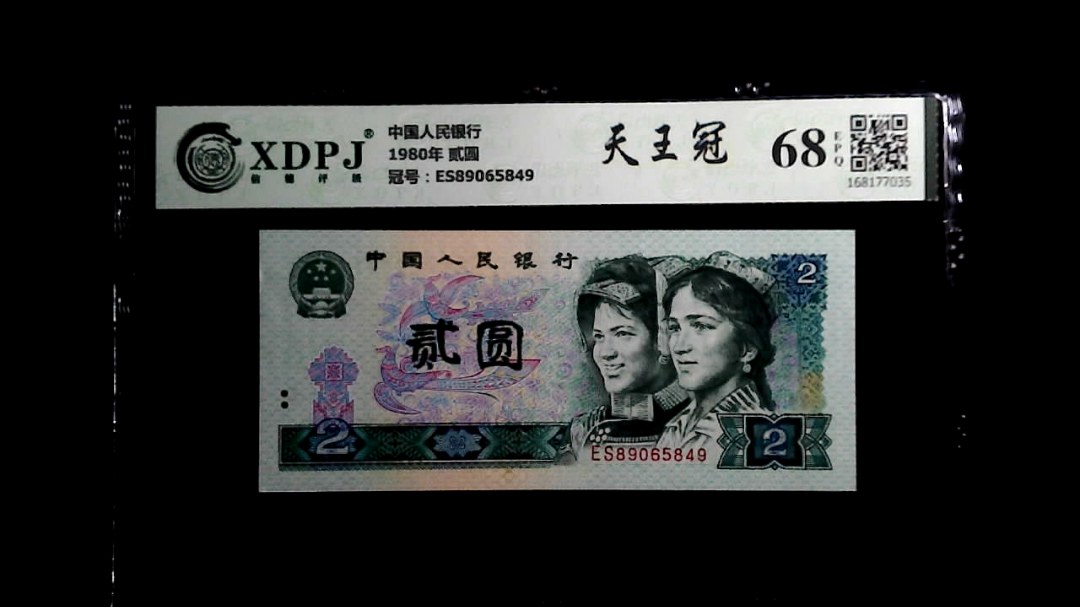 XDPJ®
中国人民银行
1980年 贰圆
冠号：ES89065849
天王冠
68
EPQ
168177035
中国人民银行
2
贰圆
2
ES89065849
2